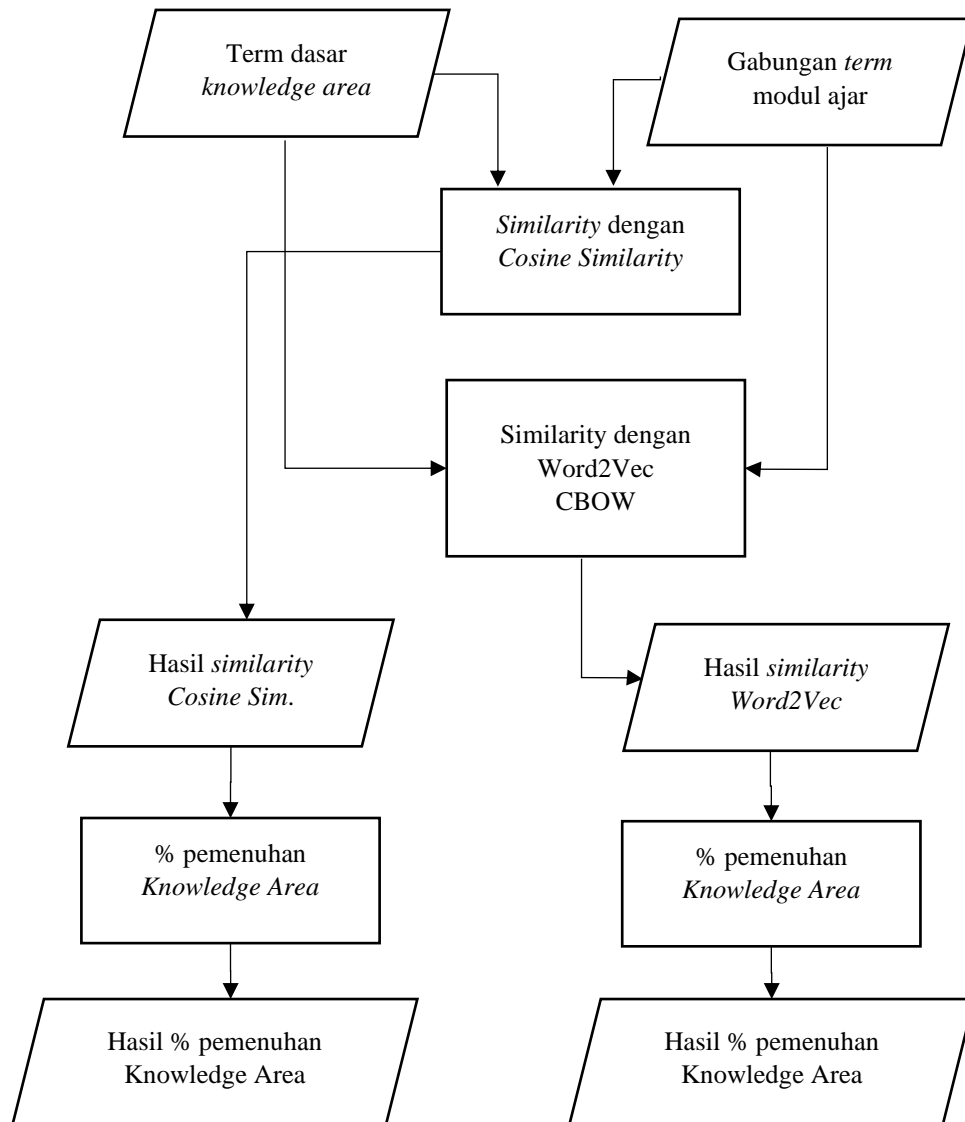 Term dasar
knowledge area
Gabungan term
modul ajar
Similarity dengan
Cosine Similarity
Similarity dengan
Word2Vec
CBOW
Hasil similarity
Cosine Sim.
Hasil similarity
Word2Vec
% pemenuhan
Knowledge Area
% pemenuhan
Knowledge Area
Hasil % pemenuhan
Knowledge Area
Hasil % pemenuhan
Knowledge Area